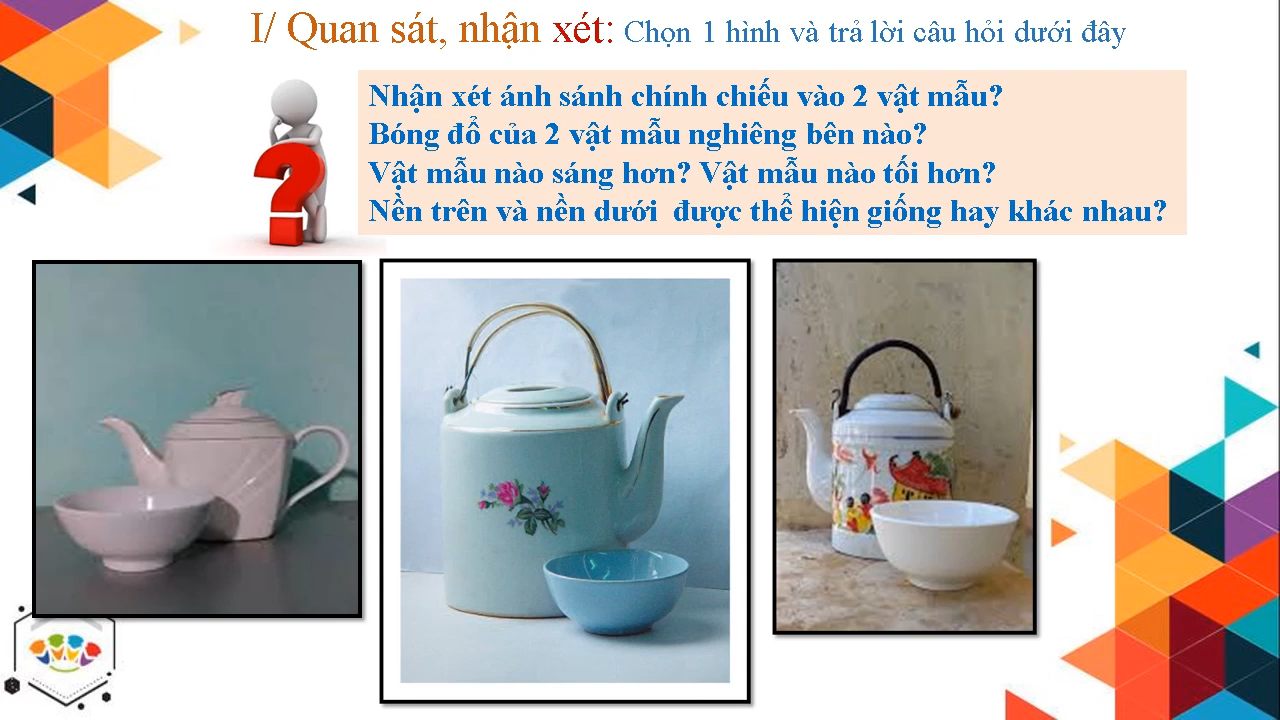 I/ Quan sát, nhận xét: Chọn 1 hình và trả lời câu hỏi dưới đây
Nhận xét ánh sánh chính chiếu vào 2 vật mẫu?
Bóng đổ của 2 vật mẫu nghiêng bên nào?
Vật mẫu nào sáng hơn? Vật mẫu nào tối hơn?
Nền trên và nền dưới được thể hiện giống hay khác nhau?